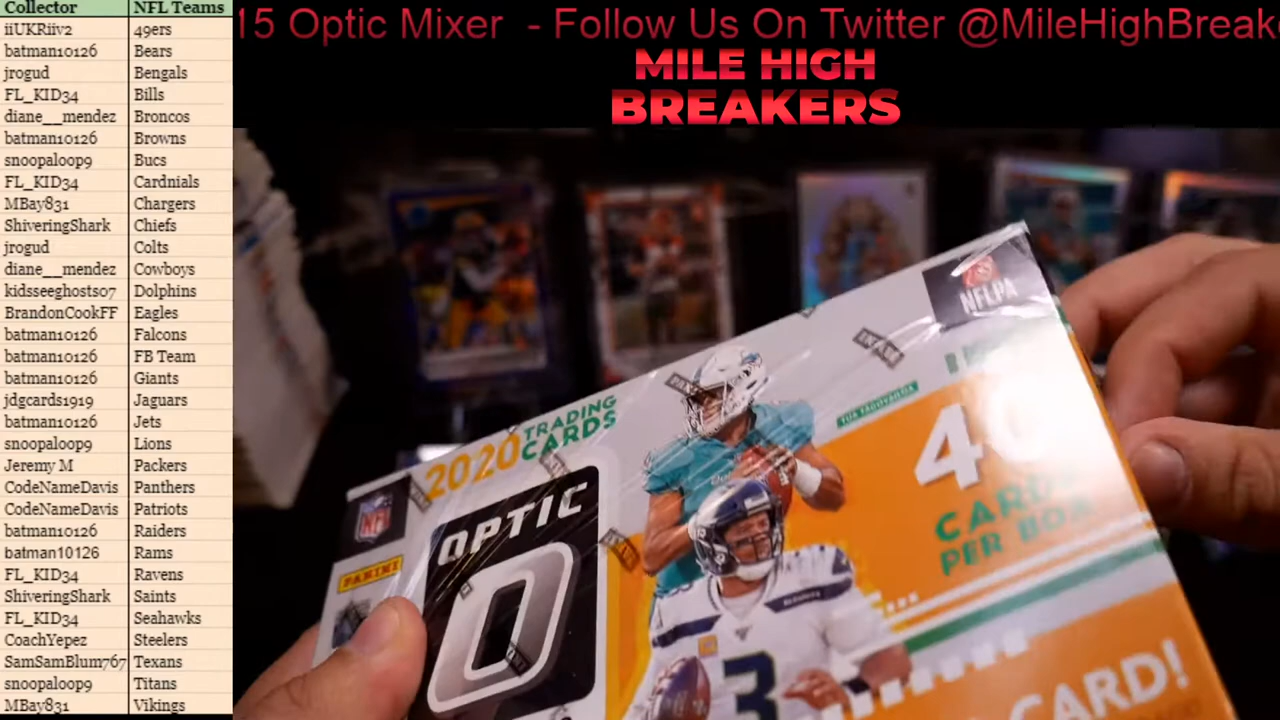 Collector NFL Teams
iiUKRiiv2 49ers
batman10126 Bears
jrogud Bengals
FL_KID34 Bills
diane__mendez Broncos
batman10126 Browns
snoopaloop9 Bucs
FL_KID34 Cardnials
MBay831 Chargers
ShiveringShark Chiefs
jrogud Colts
diane__mendez Cowboys
kidsseeghosts07 Dolphins
BrandonCookFF Eagles
batman10126 Falcons
batman10126 FB Team
batman10126 Giants
jdgcards1919 Jaguars
batman10126 Jets
snoopaloop9 Lions
Jeremy M Packers
CodeNameDavis Panthers
CodeNameDavis Patriots
batman10126 Raiders
batman10126 Rams
FL_KID34 Ravens
ShiveringShark Saints
FL_KID34 Seahawks
CoachYepez Steelers
SamSamBlum767 Texans
snoopaloop9 Titans
MBay831 Vikings
15 Optic Mixer - Follow Us On Twitter @MileHighBreak
MILE HIGH
BREAKERS
NFLPA
2020 TRADING
CARDS
NFL
PANINI
OPTIC
O
40
CARDS
PER BOX
3
CARD!